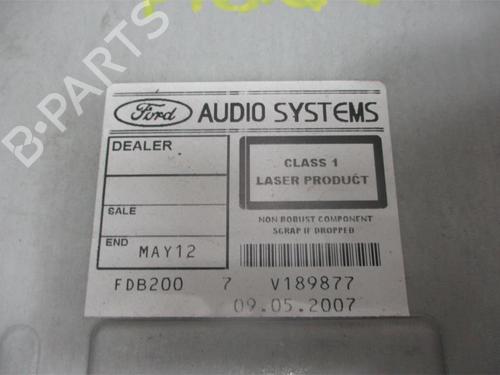 B-PARTS
Ford AUDIO SYSTEMS
DEALER
SALE
END MAY12
CLASS 1
LASER PRODUCT
NON ROBUST COMPONENT
SCRAP IF DROPPED
FDB200 7 V189877
09.05.2007